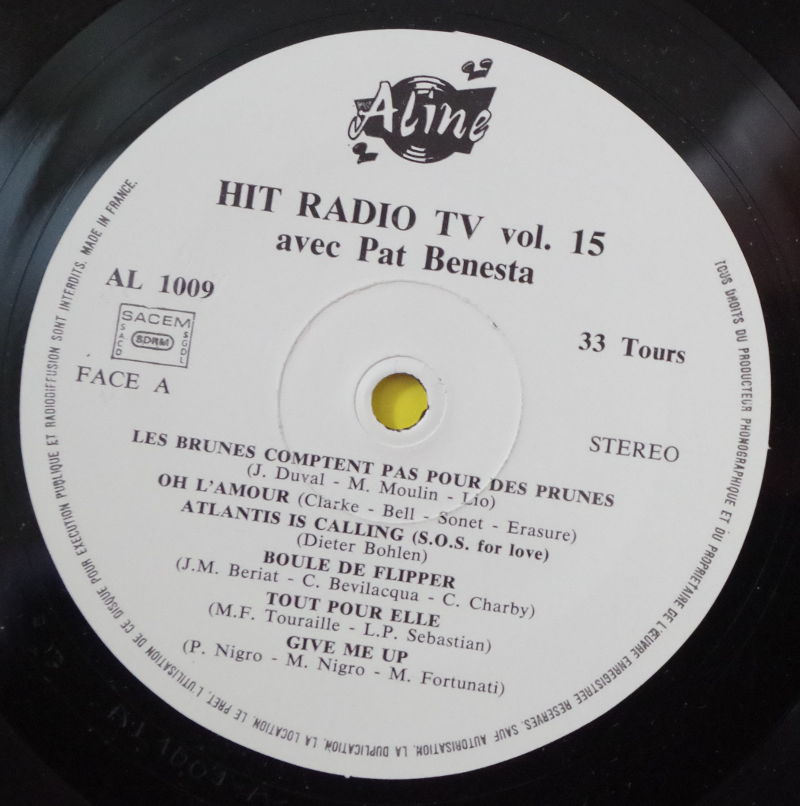 Aline
HIT RADIO TV vol. 15
avec Pat Benesta
AL 1009
SACEM
SACD
SDRM
SGDL
FACE A
33 Tours
STEREO
LES BRUNES COMPTENT PAS POUR DES PRUNES
(J. Duval - M. Moulin - Lio)
OH L'AMOUR (Clarke - Bell - Sonet - Erasure)
ATLANTIS IS CALLING (S.O.S. for love)
(Dieter Bohlen)
BOULE DE FLIPPER
(J.M. Beriat - C. Bevilacqua - C. Charby)
TOUT POUR ELLE
(M.F. Touraille - L.P. Sebastian)
GIVE ME UP
(P. Nigro - M. Nigro - M. Fortunati)
TOUS DROITS DU PRODUCTEUR PHONOGRAPHIQUE ET DU PROPRIETAIRE DE L'ŒUVRE ENREGISTREE RESERVES. SAUF AUTORISATION, LA DUPLICATION, LA LOCATION, LE PRET, L'UTILISATION DE CE DISQUE POUR EXECUTION PUBLIQUE ET RADIODIFFUSION SONT INTERDITS. MADE IN FRANCE.